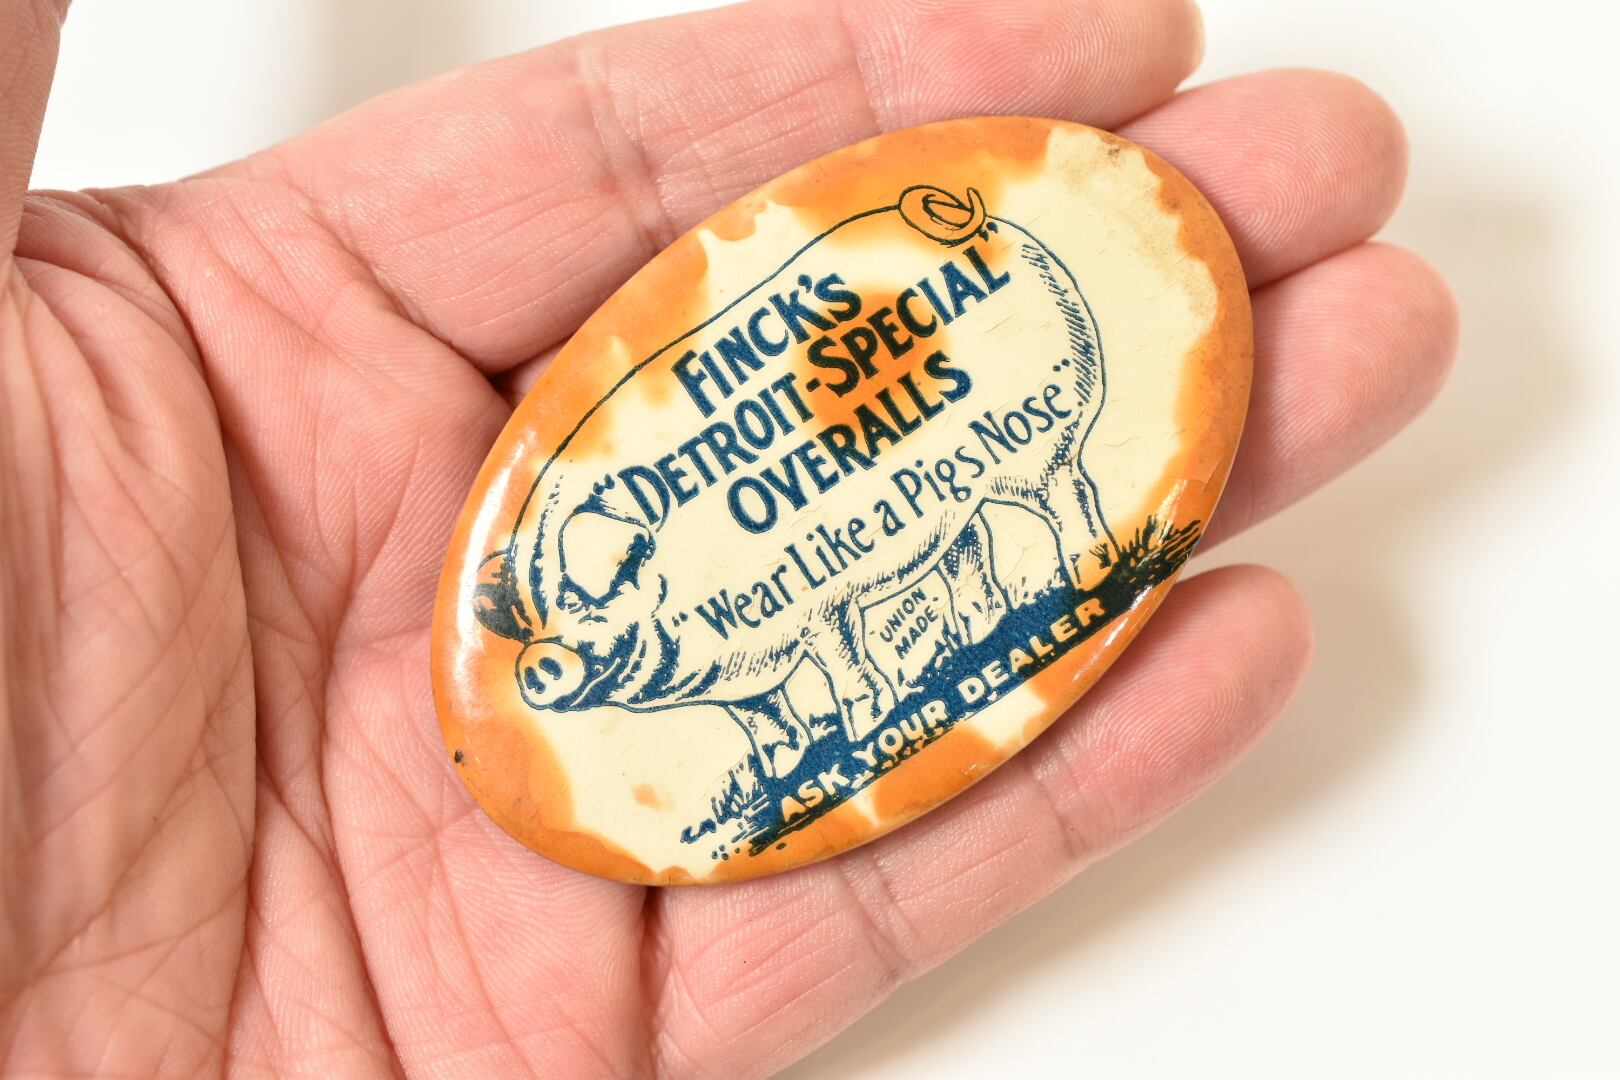 FINCK'S
"DETROIT-SPECIAL"
OVERALLS
"Wear Like a Pigs Nose."
UNION
MADE
ASK YOUR DEALER